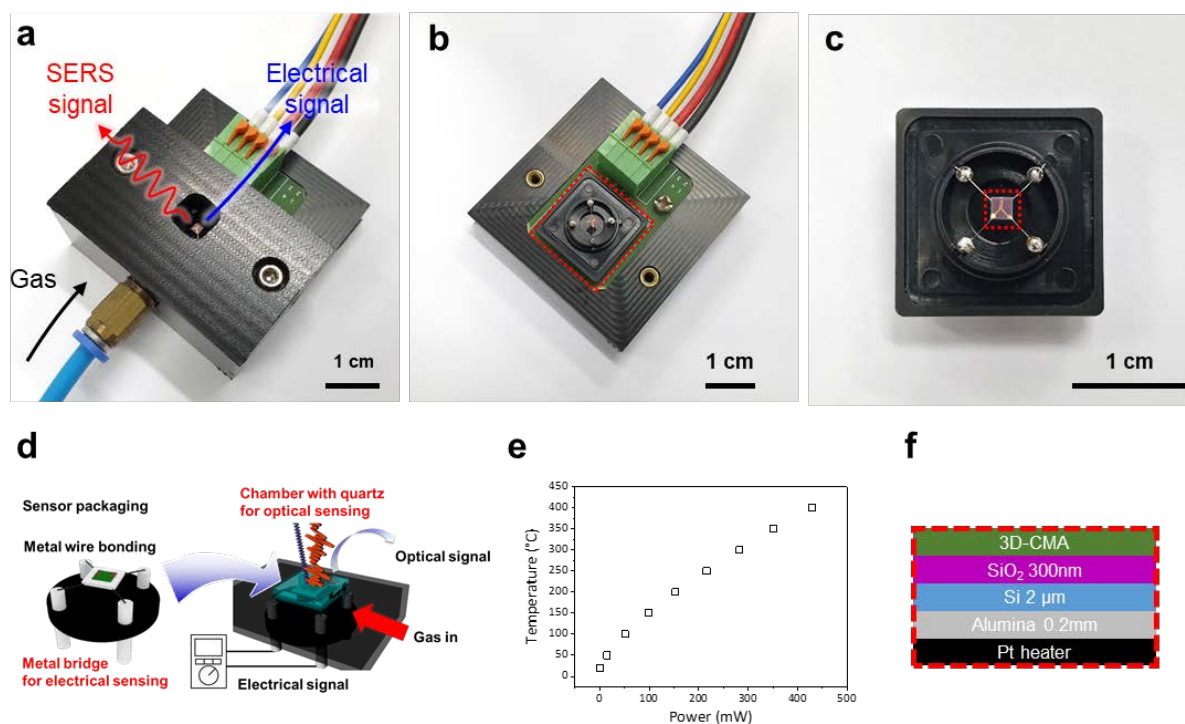 a
SERS
signal
Electrical
signal
Gas
1 cm
b
1 cm
c
1 cm
d
Sensor packaging
Metal wire bonding
Metal bridge
for electrical sensing
Chamber with quartz
for optical sensing
Optical signal
Gas in
Electrical signal
e
Temperature (°C)
450
400
350
300
250
200
150
100
50
0
0 100 200 300 400 500
Power (mW)
f
3D-CMA
SiO₂ 300nm
Si 2 μm
Alumina 0.2mm
Pt heater